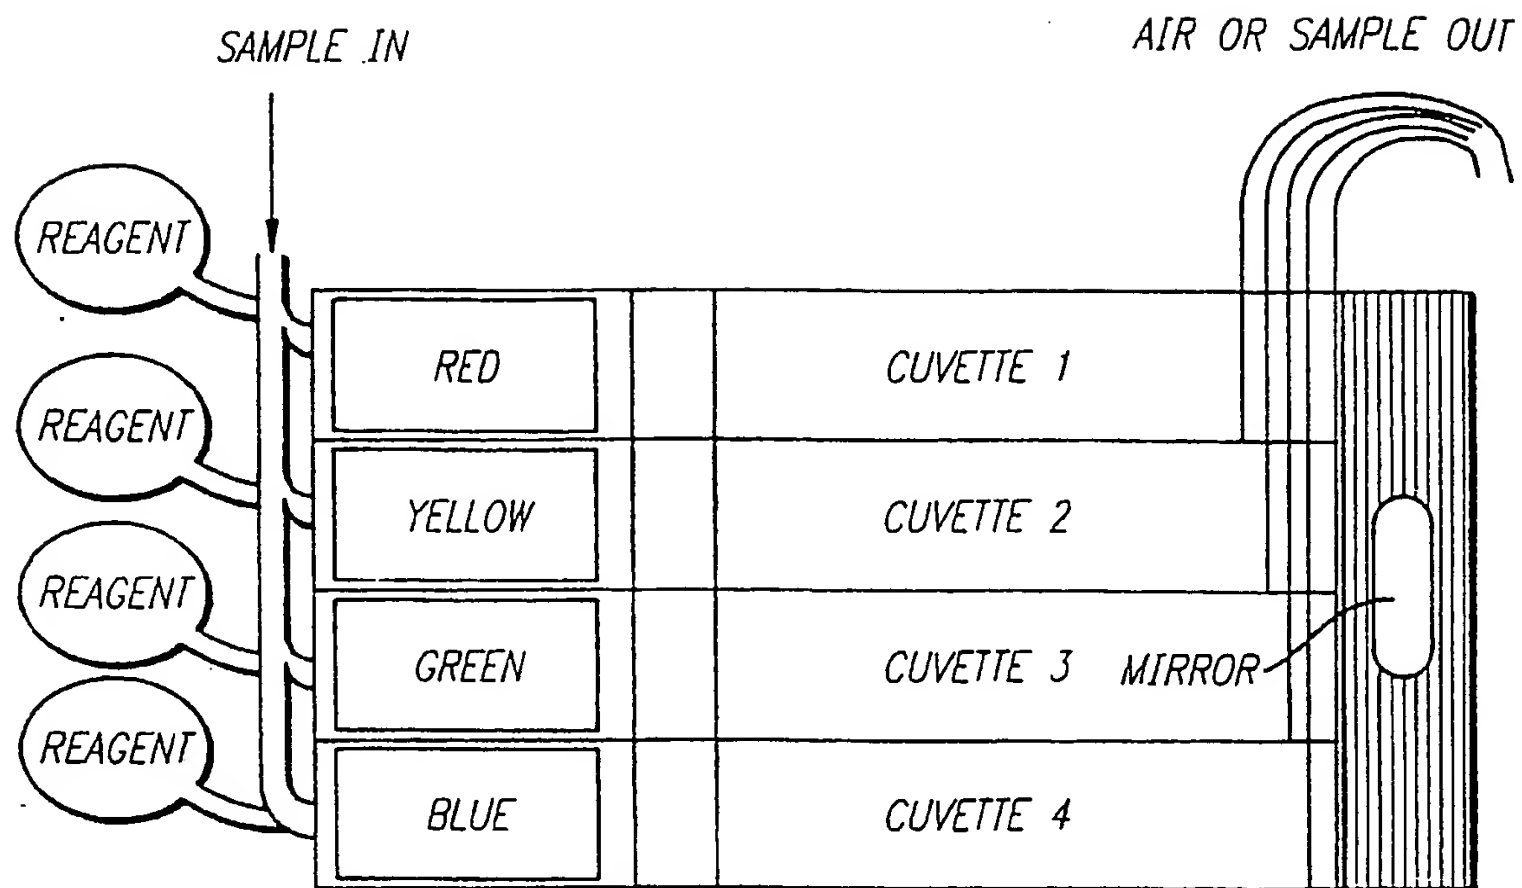 SAMPLE IN
AIR OR SAMPLE OUT
REAGENT
RED
CUVETTE 1
REAGENT
YELLOW
CUVETTE 2
REAGENT
GREEN
CUVETTE 3
MIRROR
REAGENT
BLUE
CUVETTE 4